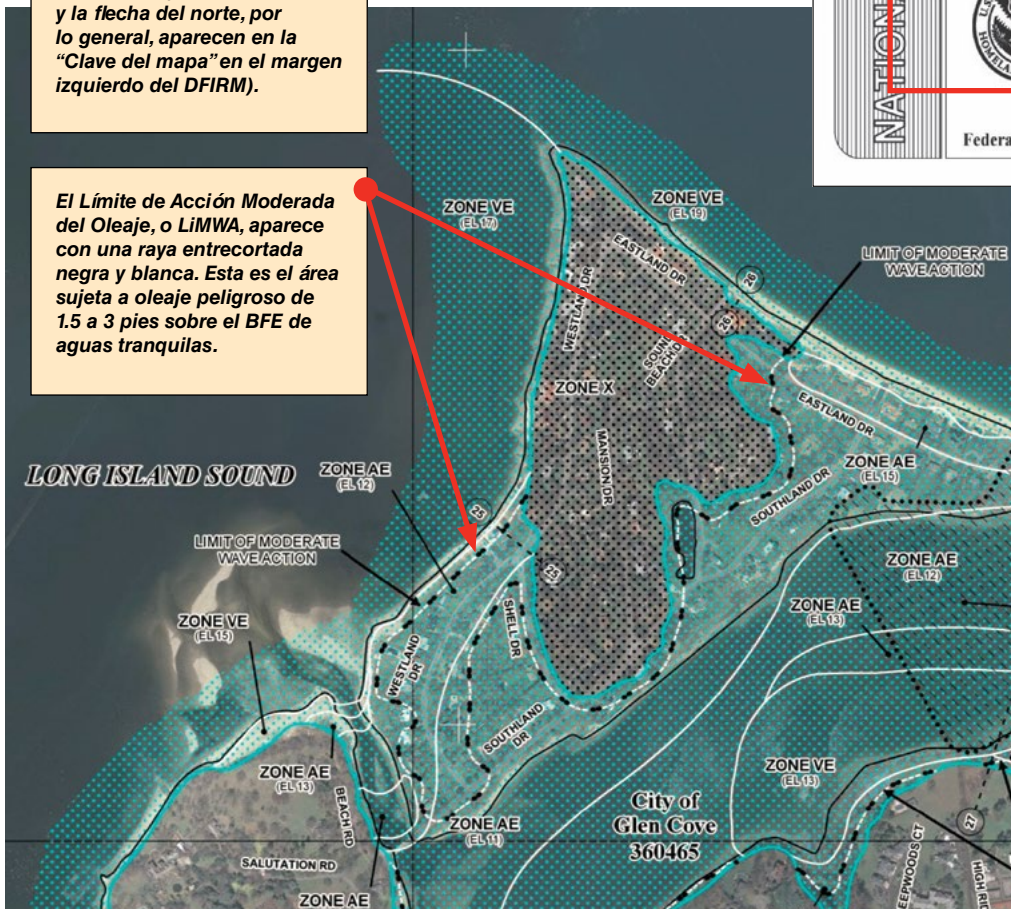 y la flecha del norte, por
lo general, aparecen en la
“Clave del mapa” en el margen
izquierdo del DFIRM).
NATIONA
U.S.
HOMELA
Federa
El Límite de Acción Moderada
del Oleaje, o LiMWA, aparece
con una raya entrecortada
negra y blanca. Esta es el área
sujeta a oleaje peligroso de
1.5 a 3 pies sobre el BFE de
aguas tranquilas.
ZONE VE
(EL 17)
ZONE VE
(EL 19)
EASTLAND DR
26
LIMIT OF MODERATE
WAVE ACTION
WESTLAND DR
26
SOUND
BEACH DR
ZONE X
EASTLAND DR
MANSION DR
LONG ISLAND SOUND
ZONE AE
(EL 12)
ZONE AE
(EL 15)
SOUTHLAND DR
25
LIMIT OF MODERATE
WAVE ACTION
ZONE AE
(EL 12)
25
ZONE AE
(EL 13)
SHELL DR
ZONE VE
(EL 15)
WESTLAND
DR
SOUTHLAND
DR
ZONE AE
(EL 13)
ZONE VE
(EL 13)
BEACH RD
City of
Glen Cove
360465
ZONE AE
(EL 11)
27
SALUTATION RD
EEPWOODS CT
HIGH RID
ZONE AE